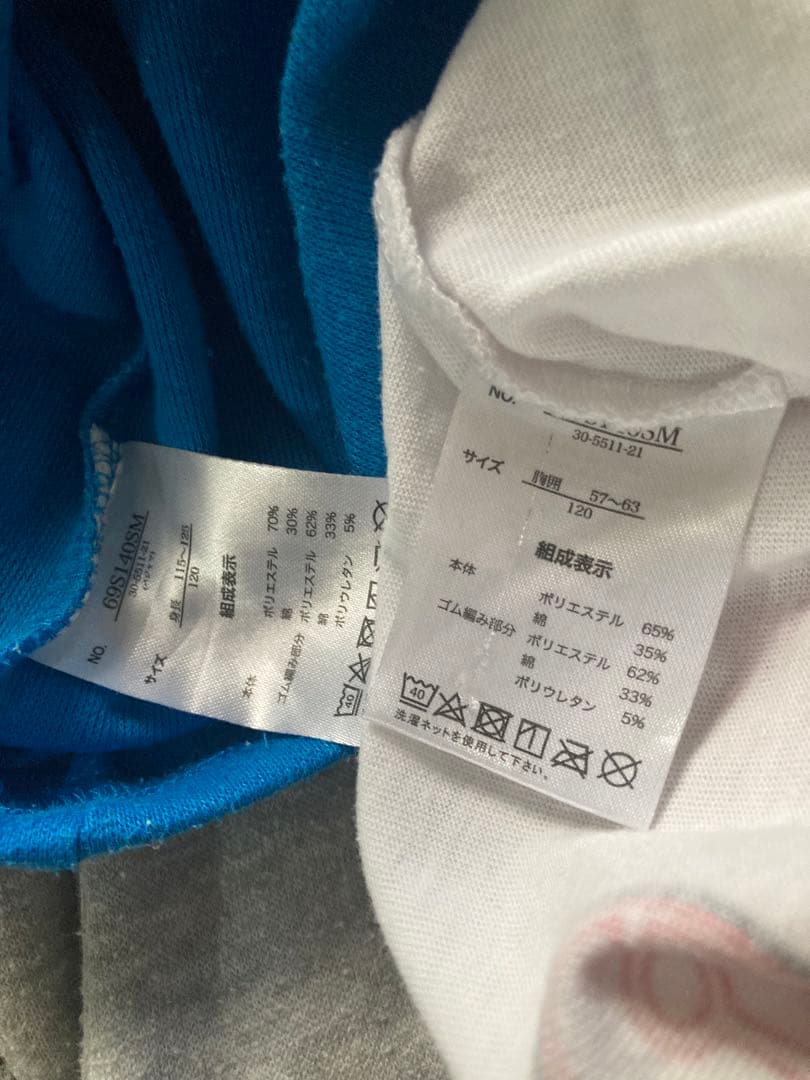 NO. 69S140SM
30-5511-21
サイズ 身長 115～125
120
組成表示
本体 ポリエステル 70%
綿 30%
ゴム編み部分 ポリエステル 62%
綿 33%
ポリウレタン 5%
40
NO.
30-5511-21
サイズ 胸囲 57～63
120
組成表示
本体 ポリエステル 65%
綿 35%
ゴム編み部分 ポリエステル 62%
綿 33%
ポリウレタン 5%
40
洗濯ネットを使用して下さい。